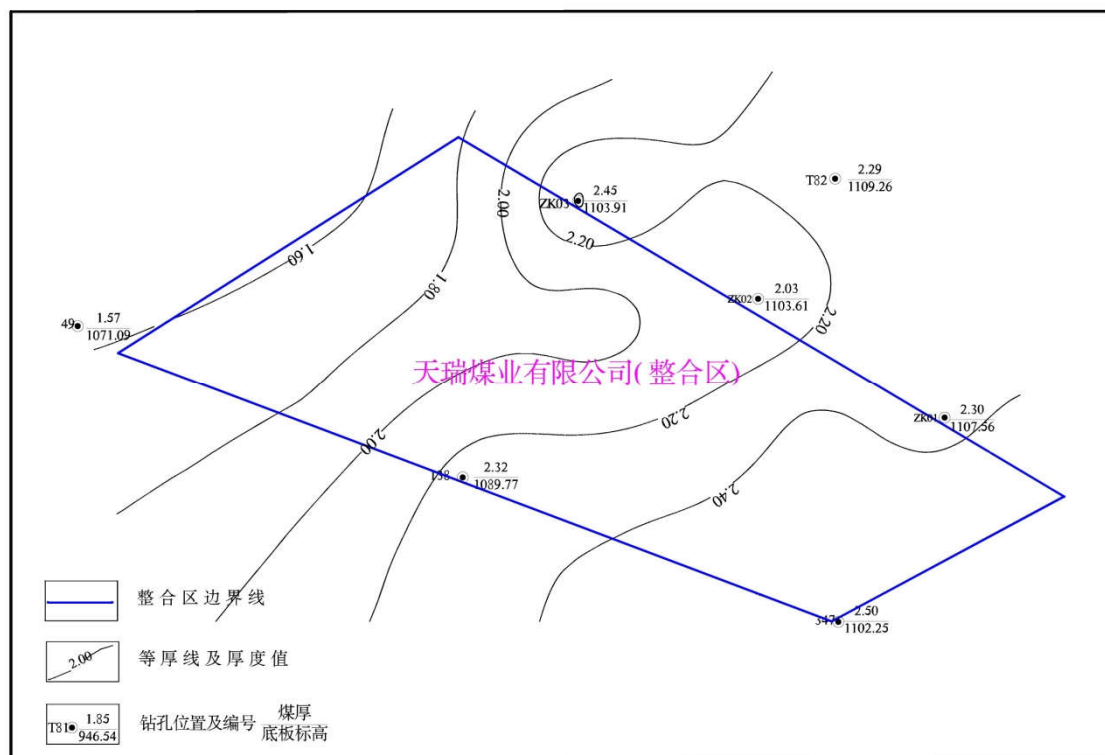 T82 2.29
1109.26
2.00
ZK03 2.45
1103.91
2.20
1.60
1.80
ZK02 2.03
1103.61
49 1.57
1071.09
2.20
天瑞煤业有限公司(整合区)
2.20
ZK01 2.30
1107.56
2.00
138 2.32
1089.77
2.40
347 2.50
1102.25
整合区边界线
2.00 等厚线及厚度值
T81 1.85
946.54
钻孔位置及编号 煤厚
底板标高